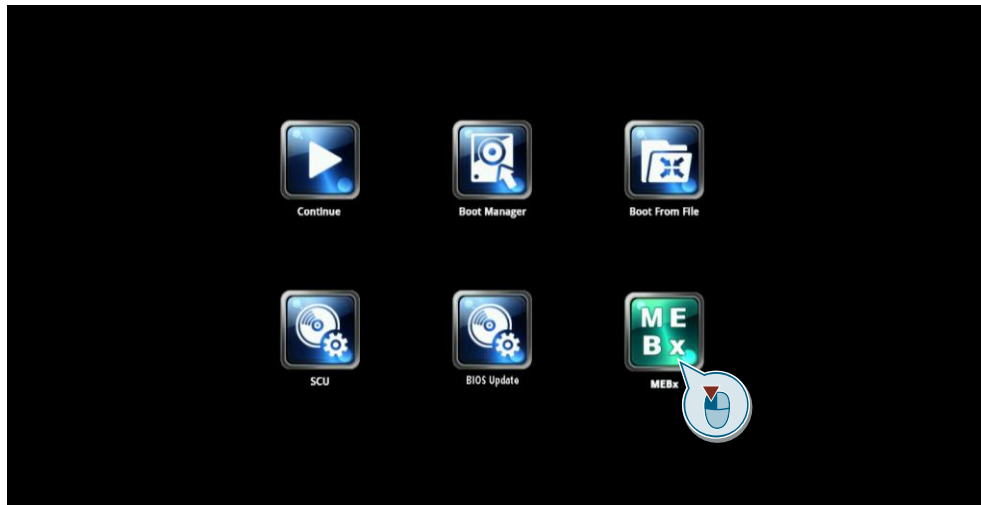 Continue
Boot Manager
Boot From File
SCU
BIOS Update
M E
B x
MEBx